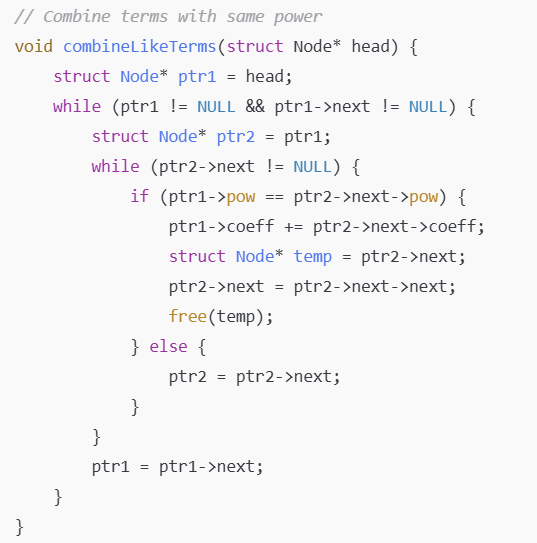 // Combine terms with same power
void combineLikeTerms(struct Node* head) {
    struct Node* ptr1 = head;
    while (ptr1 != NULL && ptr1->next != NULL) {
        struct Node* ptr2 = ptr1;
        while (ptr2->next != NULL) {
            if (ptr1->pow == ptr2->next->pow) {
                ptr1->coeff += ptr2->next->coeff;
                struct Node* temp = ptr2->next;
                ptr2->next = ptr2->next->next;
                free(temp);
            } else {
                ptr2 = ptr2->next;
            }
        }
        ptr1 = ptr1->next;
    }
}